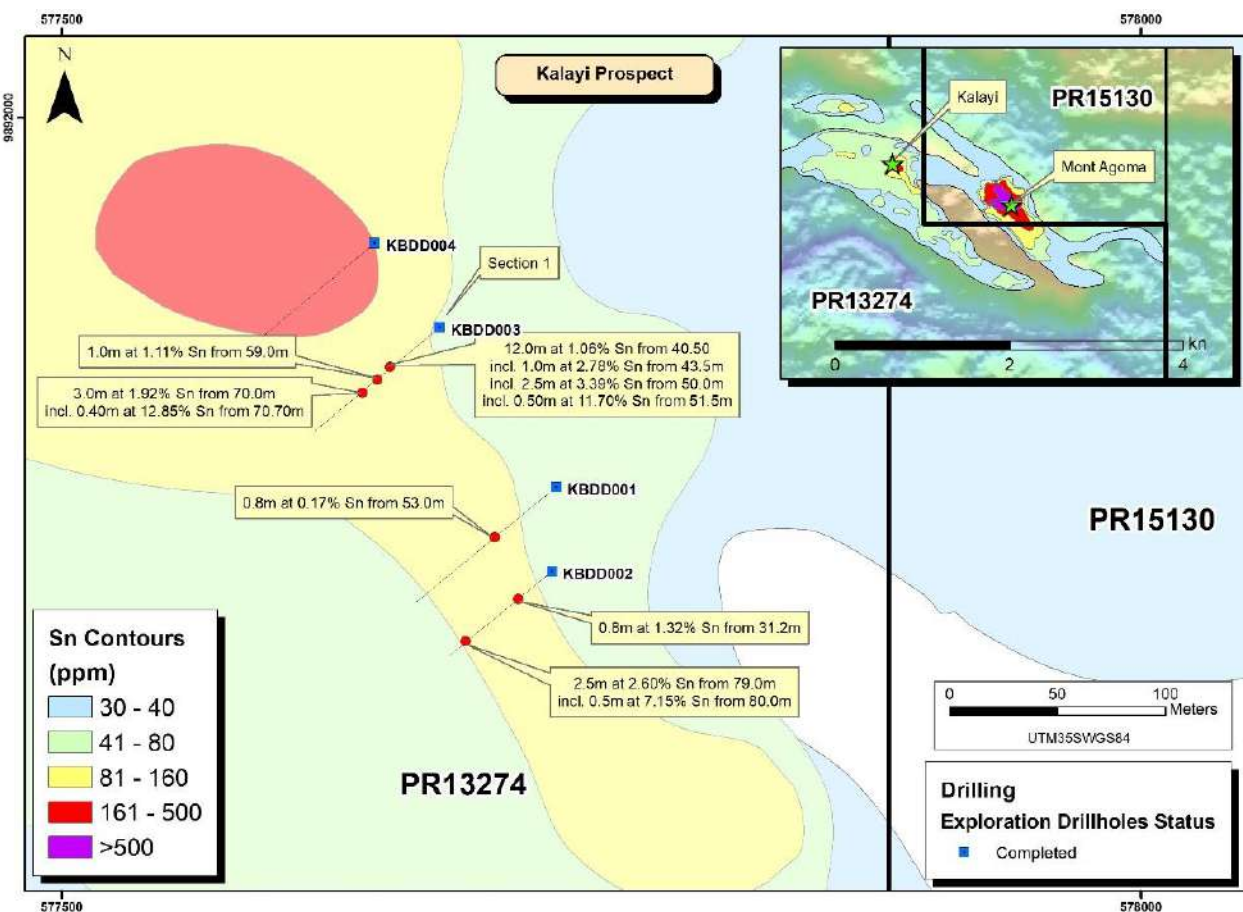 577500
578000
N
9892000
Kalayi Prospect
Kalayi
PR15130
Mont Agoma
PR13274
0 2 4 kn
KBDD004
Section 1
KBDD003
1.0m at 1.11% Sn from 59.0m
3.0m at 1.92% Sn from 70.0m
incl. 0.40m at 12.85% Sn from 70.70m
12.0m at 1.06% Sn from 40.50
incl. 1.0m at 2.78% Sn from 43.5m
incl. 2.5m at 3.39% Sn from 50.0m
incl. 0.50m at 11.70% Sn from 51.5m
0.8m at 0.17% Sn from 53.0m
KBDD001
PR15130
KBDD002
0.8m at 1.32% Sn from 31.2m
2.5m at 2.60% Sn from 79.0m
incl. 0.5m at 7.15% Sn from 80.0m
PR13274
Sn Contours
(ppm)
30 - 40
41 - 80
81 - 160
161 - 500
>500
0 50 100
Meters
UTM35SWGS84
Drilling
Exploration Drillholes Status
Completed
577500
578000